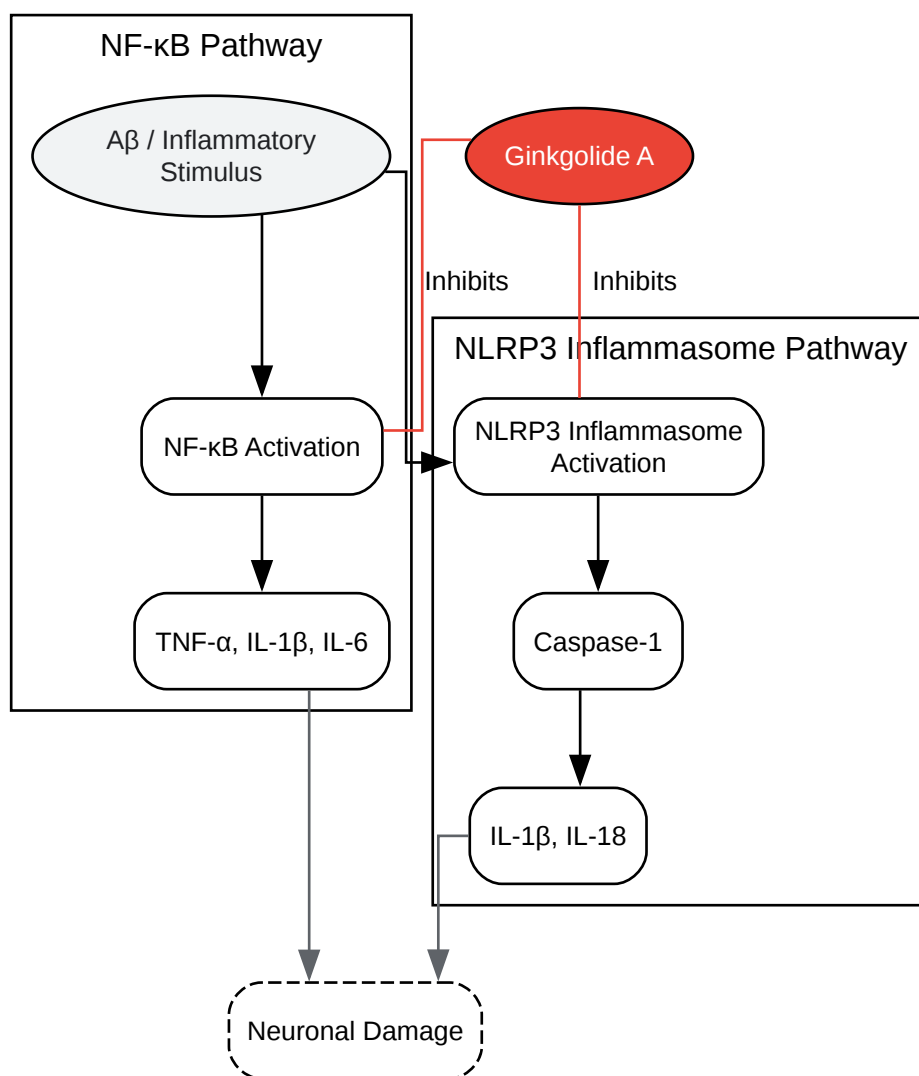 NF-κB Pathway
Aβ / Inflammatory
Stimulus
Ginkgolide A
Inhibits
Inhibits
NLRP3 Inflammasome Pathway
NF-κB Activation
NLRP3 Inflammasome
Activation
TNF-α, IL-1β, IL-6
Caspase-1
IL-1β, IL-18
Neuronal Damage